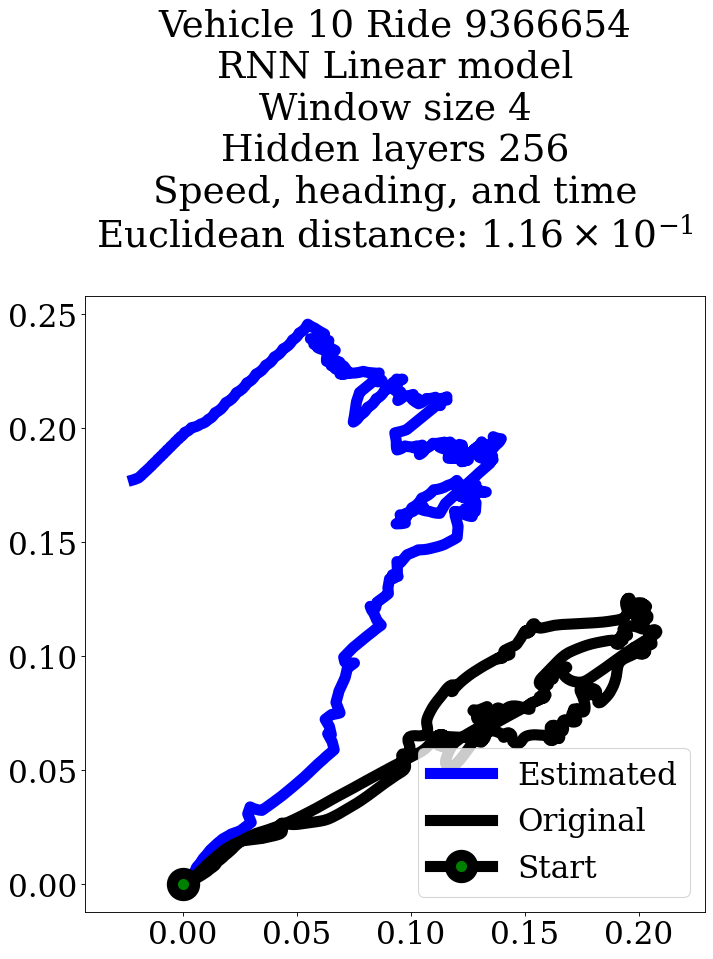 Vehicle 10 Ride 9366654
RNN Linear model
Window size 4
Hidden layers 256
Speed, heading, and time
Euclidean distance: 1.16 × 10⁻¹
0.25
0.20
0.15
0.10
0.05
0.00
Estimated
Original
Start
0.00 0.05 0.10 0.15 0.20